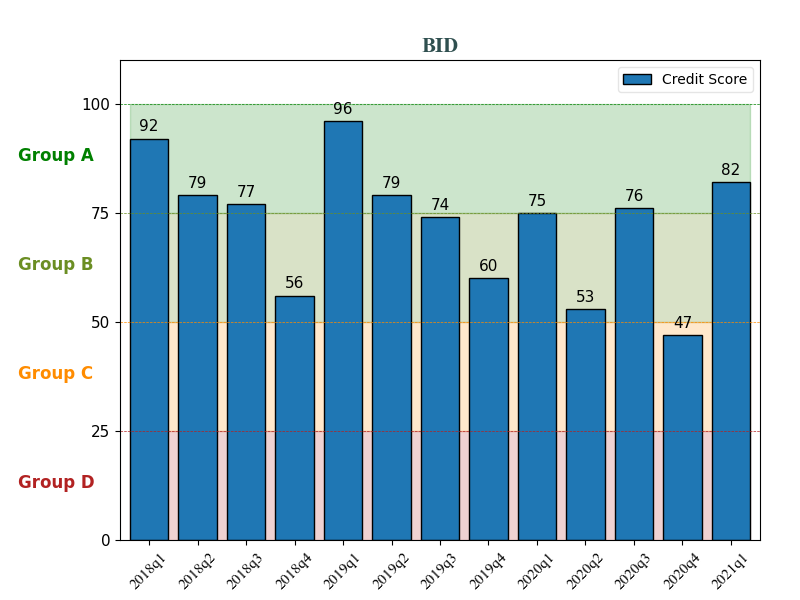 BID
Credit Score
100
75
50
25
0
Group A
Group B
Group C
Group D
92
79
77
56
96
79
74
60
75
53
76
47
82
2018q1
2018q2
2018q3
2018q4
2019q1
2019q2
2019q3
2019q4
2020q1
2020q2
2020q3
2020q4
2021q1